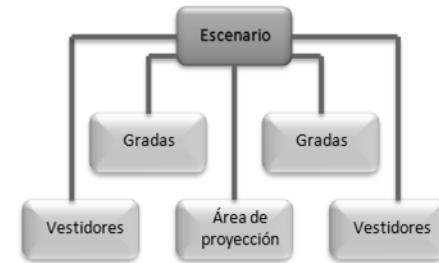 Escenario
Gradas
Gradas
Vestidores
Área de
proyección
Vestidores